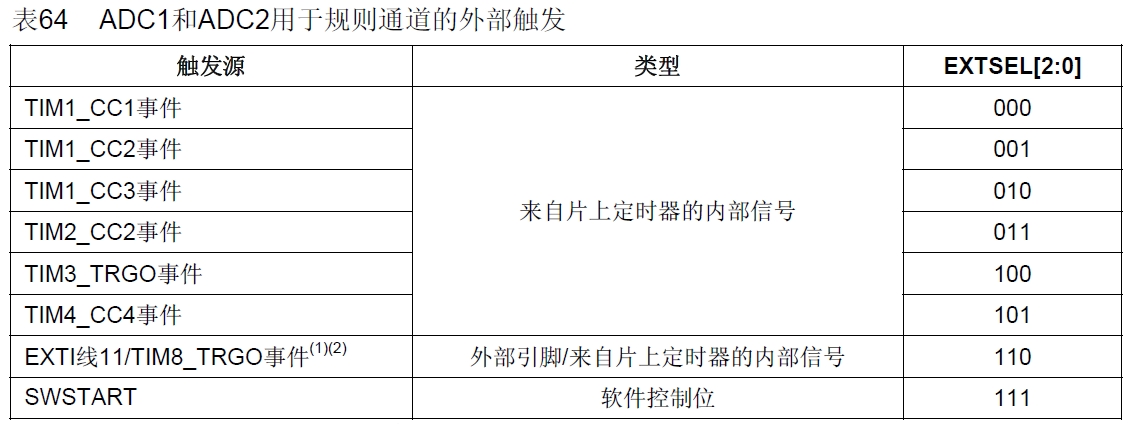 表64 ADC1和ADC2用于规则通道的外部触发
触发源 类型 EXTSEL[2:0]
TIM1_CC1事件 000
TIM1_CC2事件 001
TIM1_CC3事件 010
来自片上定时器的内部信号
TIM2_CC2事件 011
TIM3_TRGO事件 100
TIM4_CC4事件 101
EXTI线11/TIM8_TRGO事件(1)(2) 外部引脚/来自片上定时器的内部信号 110
SWSTART 软件控制位 111